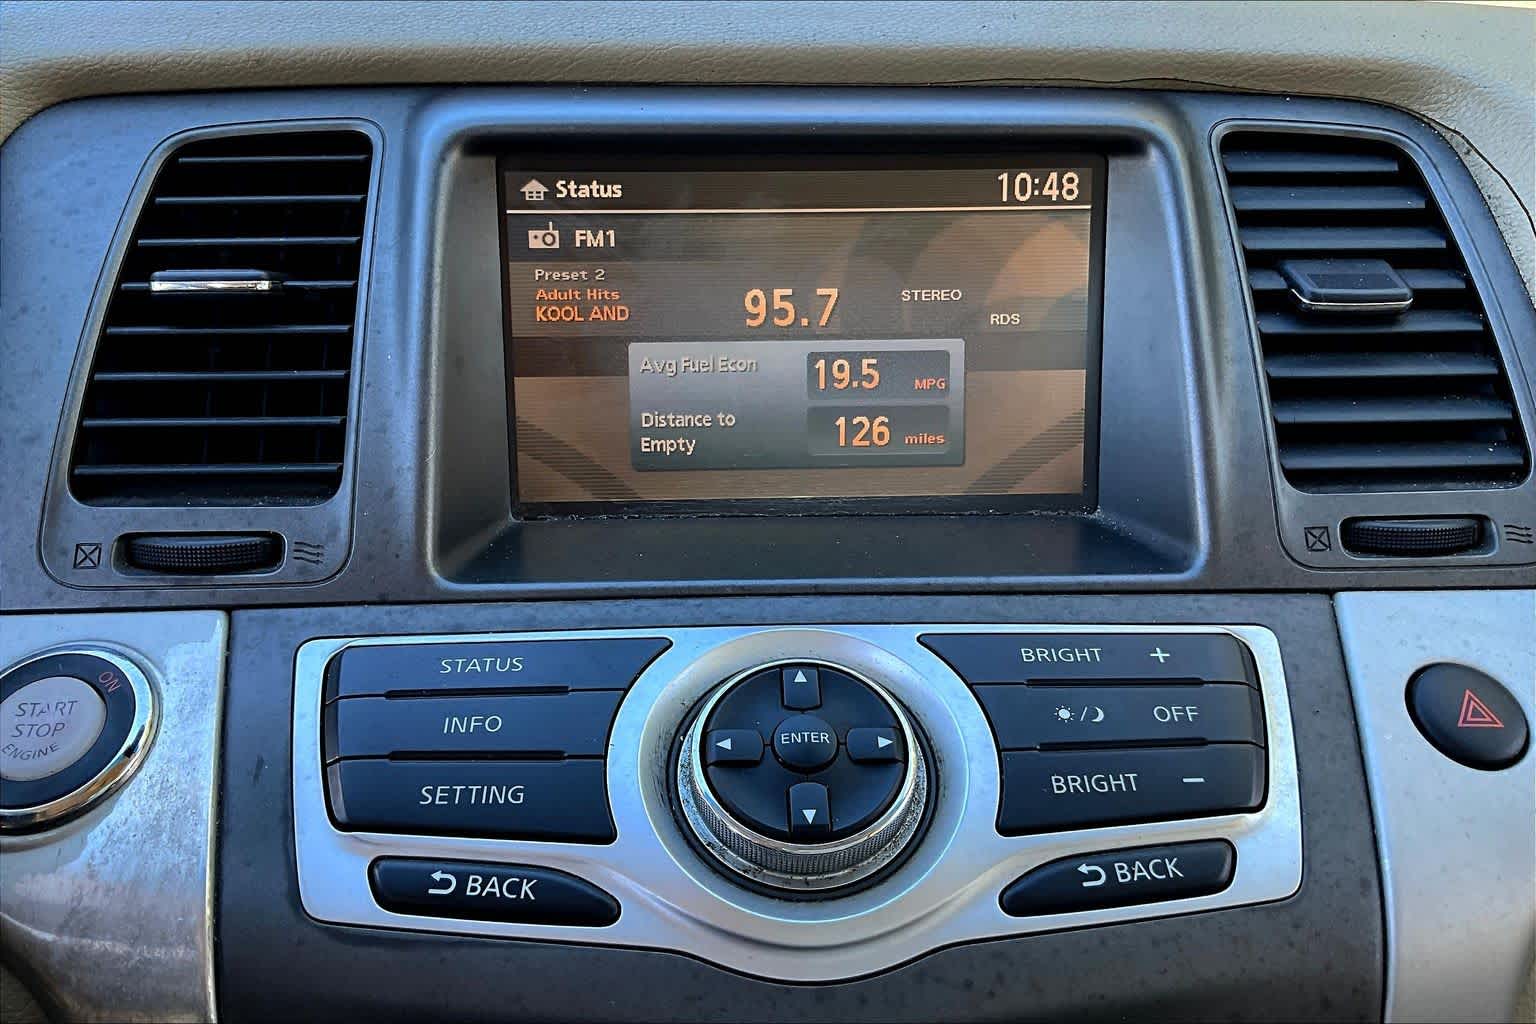 Status
10:48
FM1
Preset 2
Adult Hits
KOOL AND
95.7
STEREO
RDS
Avg Fuel Econ
19.5 MPG
Distance to
Empty
126 miles
START
STOP
ENGINE
ON
STATUS
INFO
SETTING
BACK
ENTER
BRIGHT +
/ OFF
BRIGHT −
BACK